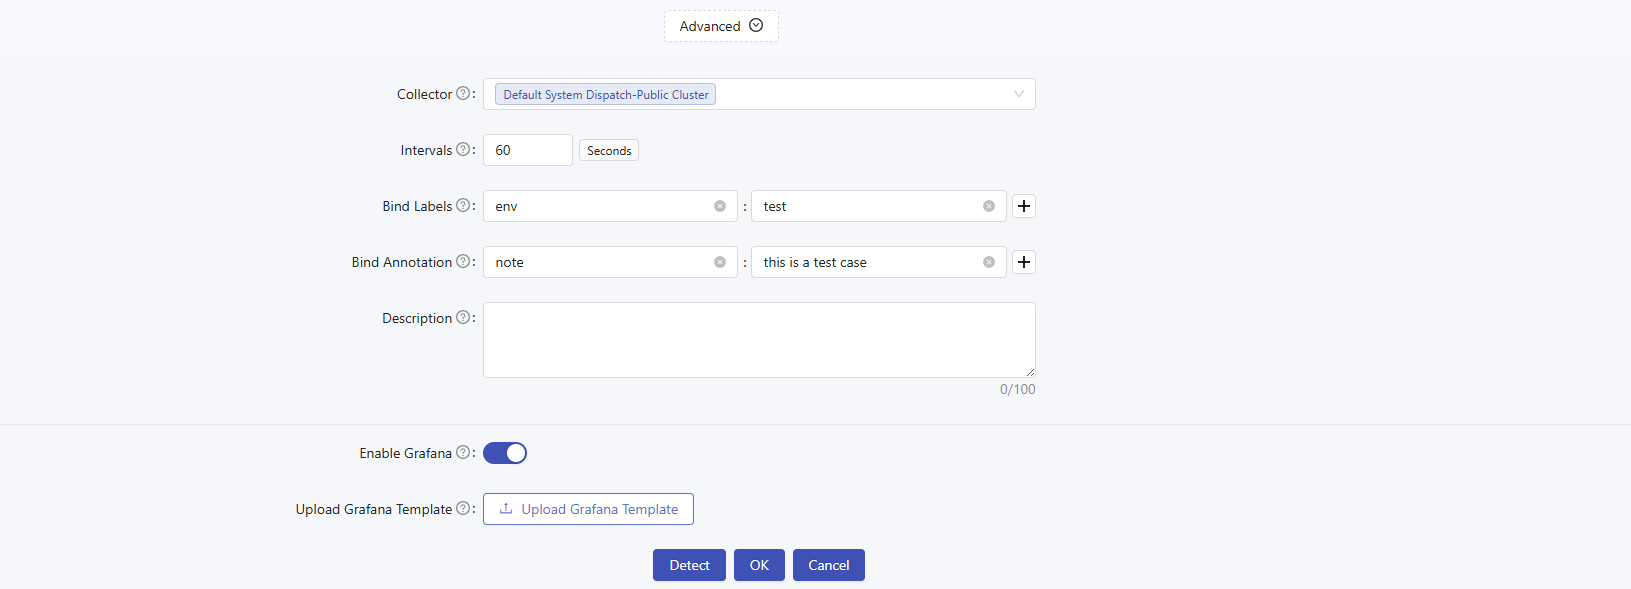 Advanced
Collector ? : Default System Dispatch-Public Cluster
Intervals ? : 60 Seconds
Bind Labels ? : env : test +
Bind Annotation ? : note : this is a test case +
Description ? :
0/100
Enable Grafana ? :
Upload Grafana Template ? : Upload Grafana Template
Detect OK Cancel